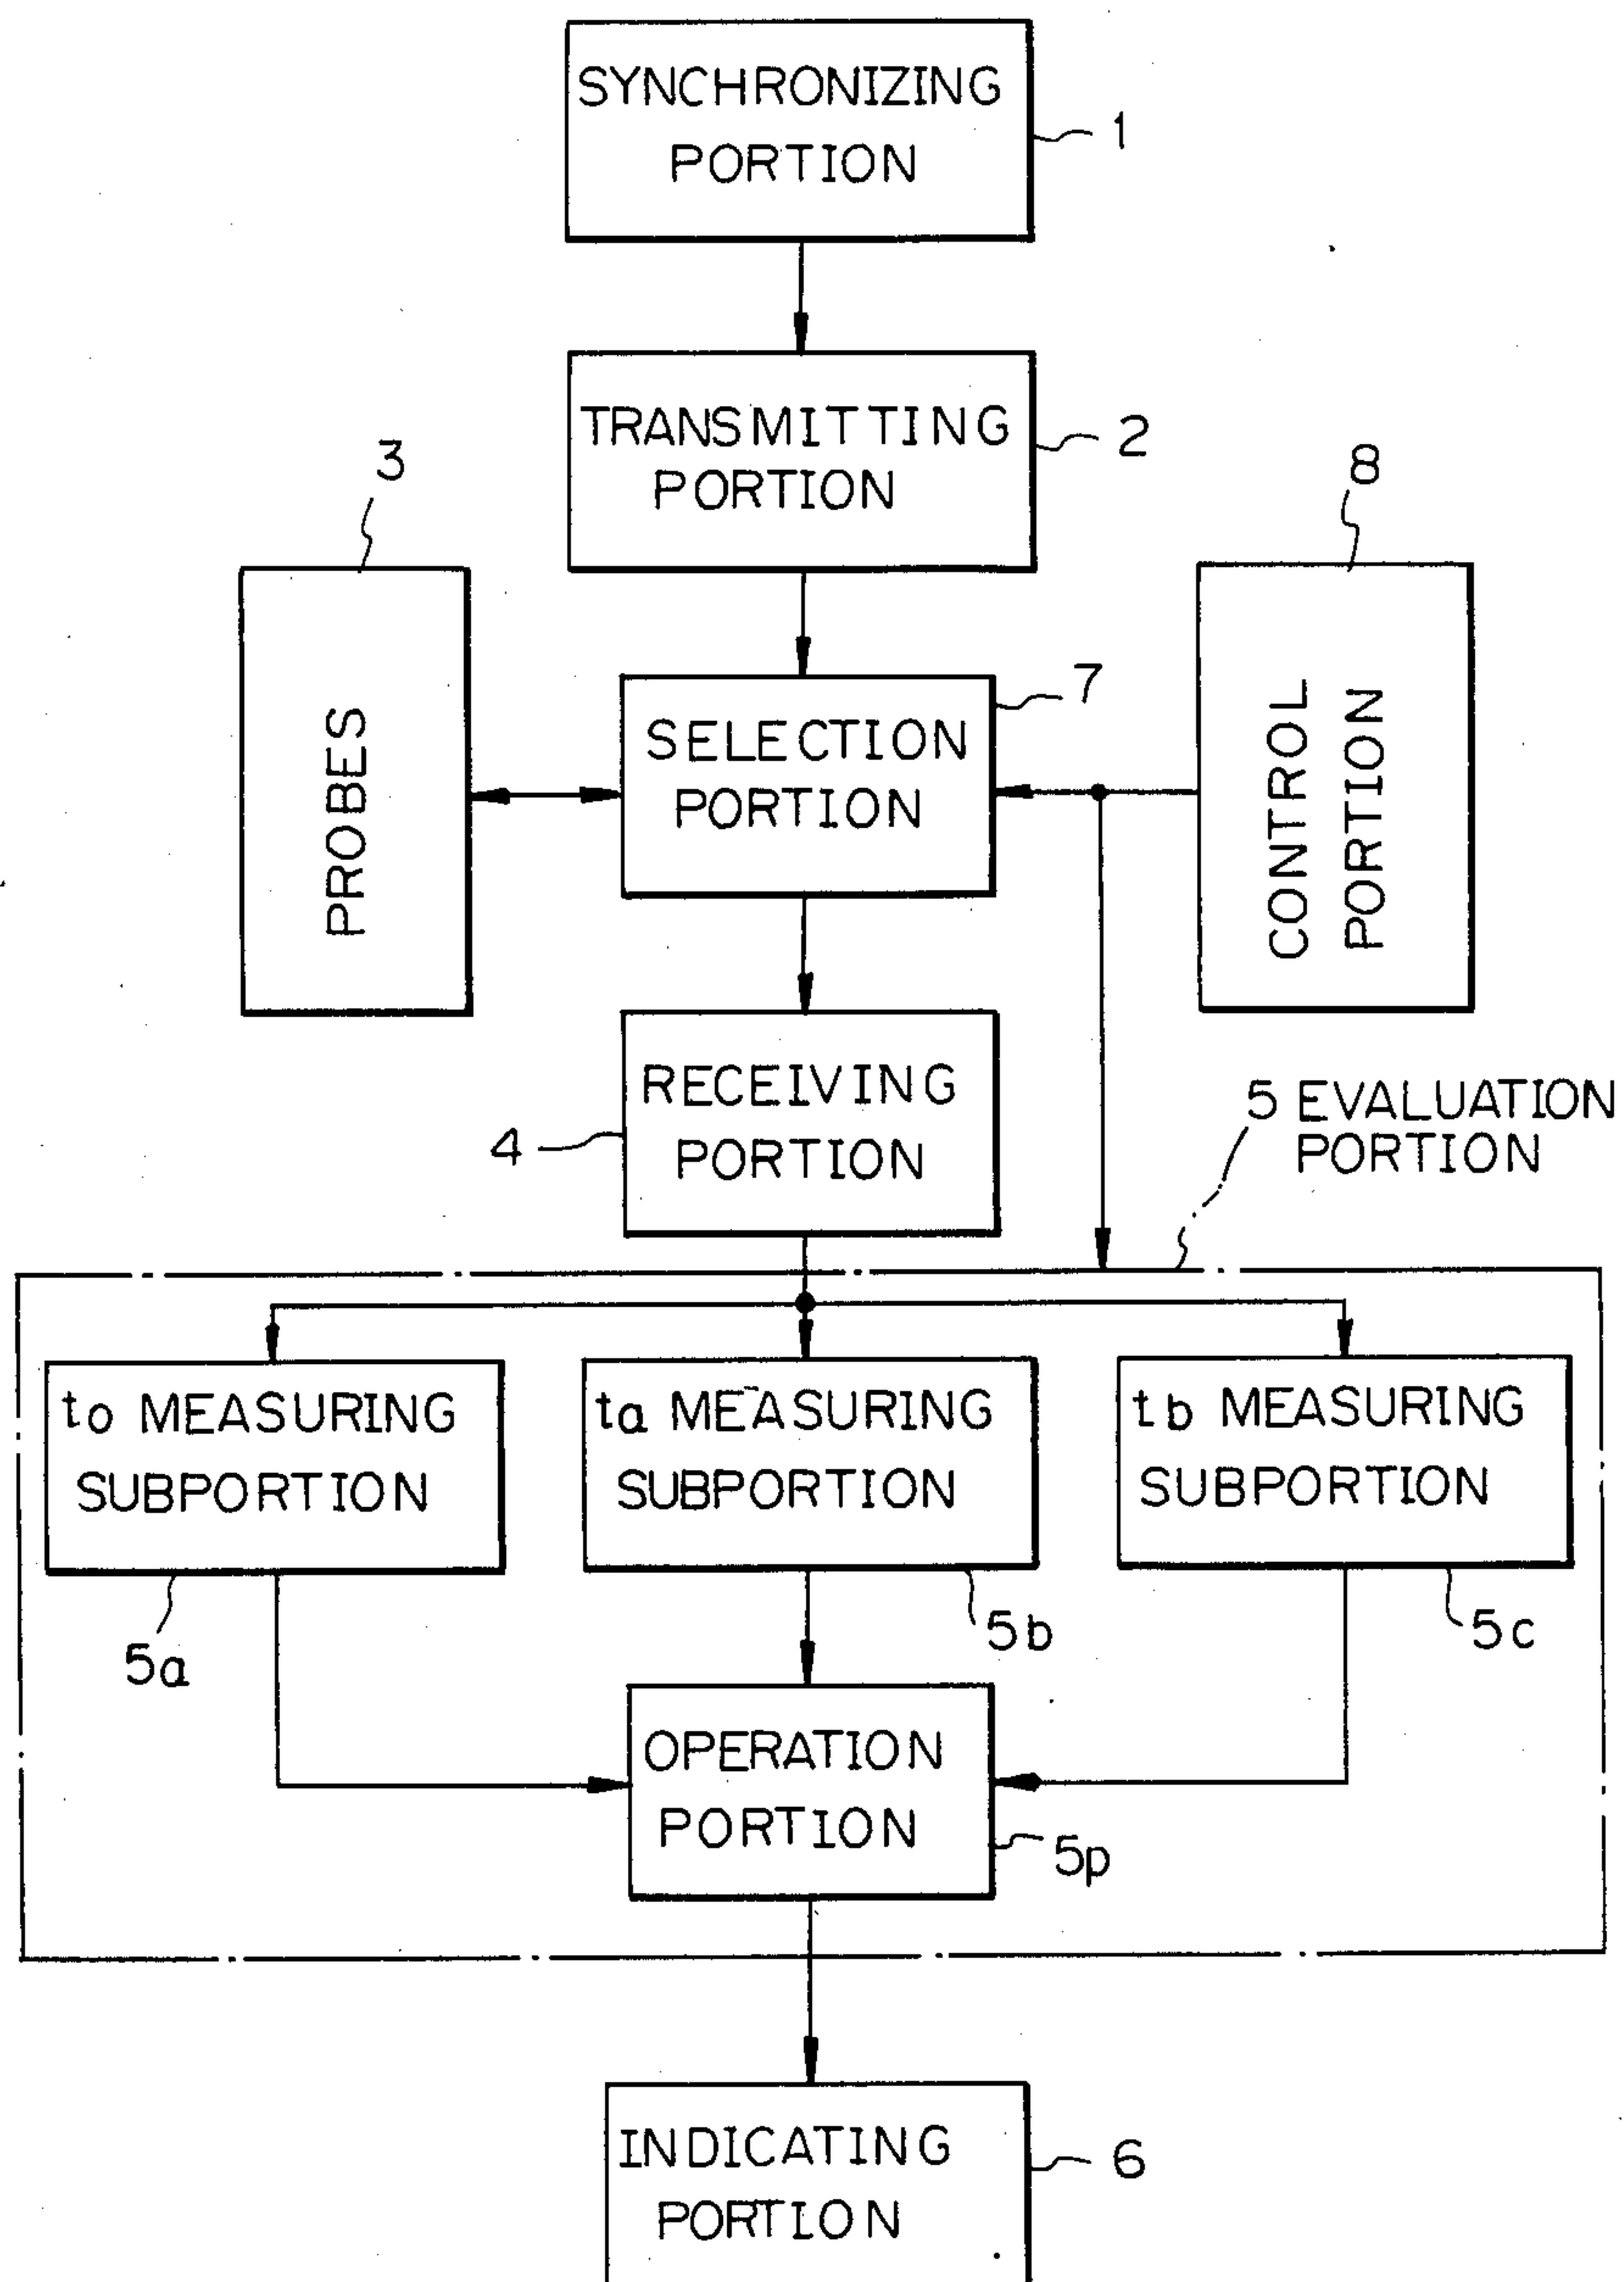 SYNCHRONIZING
PORTION
1
TRANSMITTING
PORTION
2
3
8
PROBES
SELECTION
PORTION
7
CONTROL
PORTION
RECEIVING
PORTION
4
5 EVALUATION
PORTION
to MEASURING
SUBPORTION
5a
ta MEASURING
SUBPORTION
5b
tb MEASURING
SUBPORTION
5c
OPERATION
PORTION
5p
INDICATING
PORTION
6